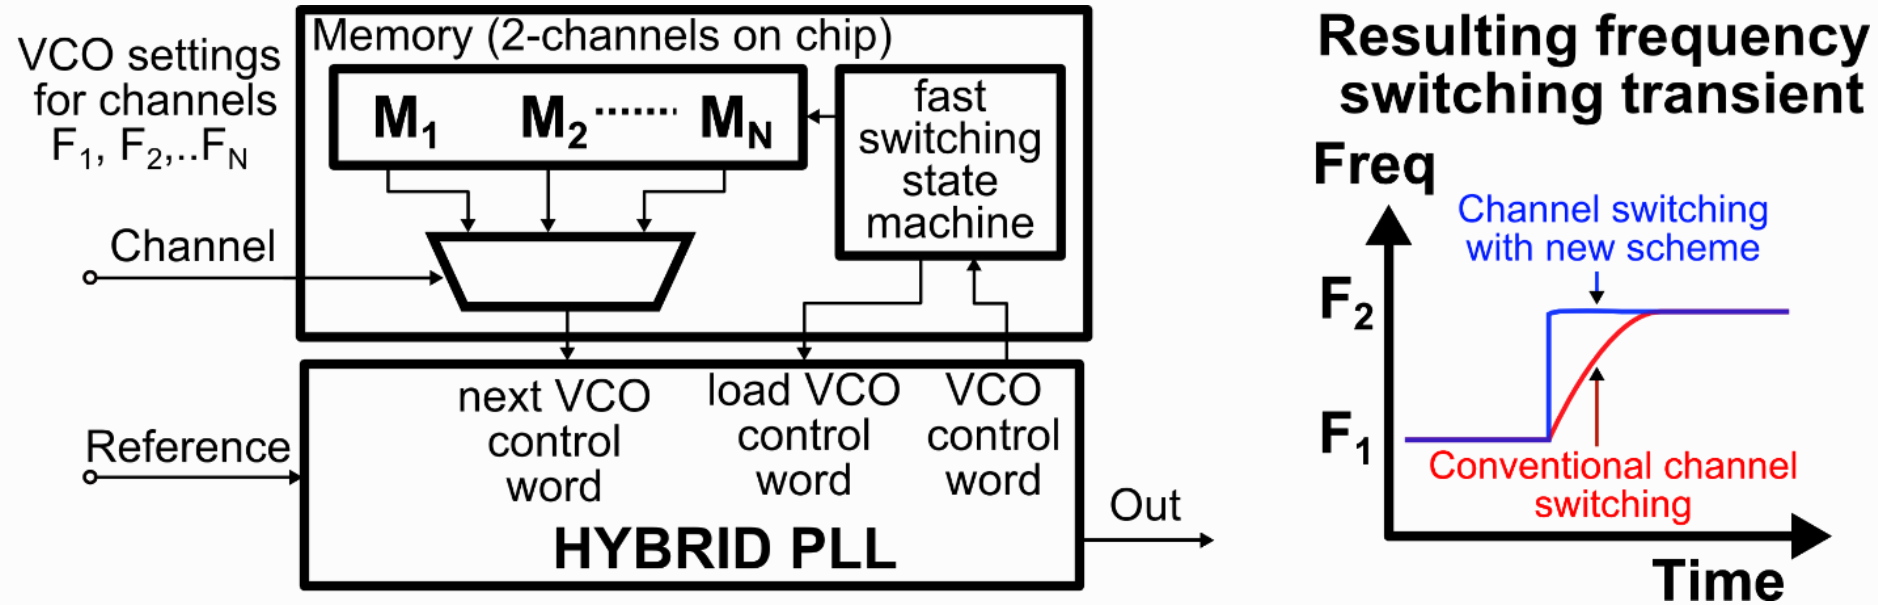 VCO settings
for channels
F1, F2,..FN
Memory (2-channels on chip)
M1 M2 ........ MN
fast
switching
state
machine
Channel
Reference
next VCO
control
word
load VCO
control
word
VCO
control
word
HYBRID PLL
Out
Resulting frequency
switching transient
Freq
Channel switching
with new scheme
F2
F1
Conventional channel
switching
Time